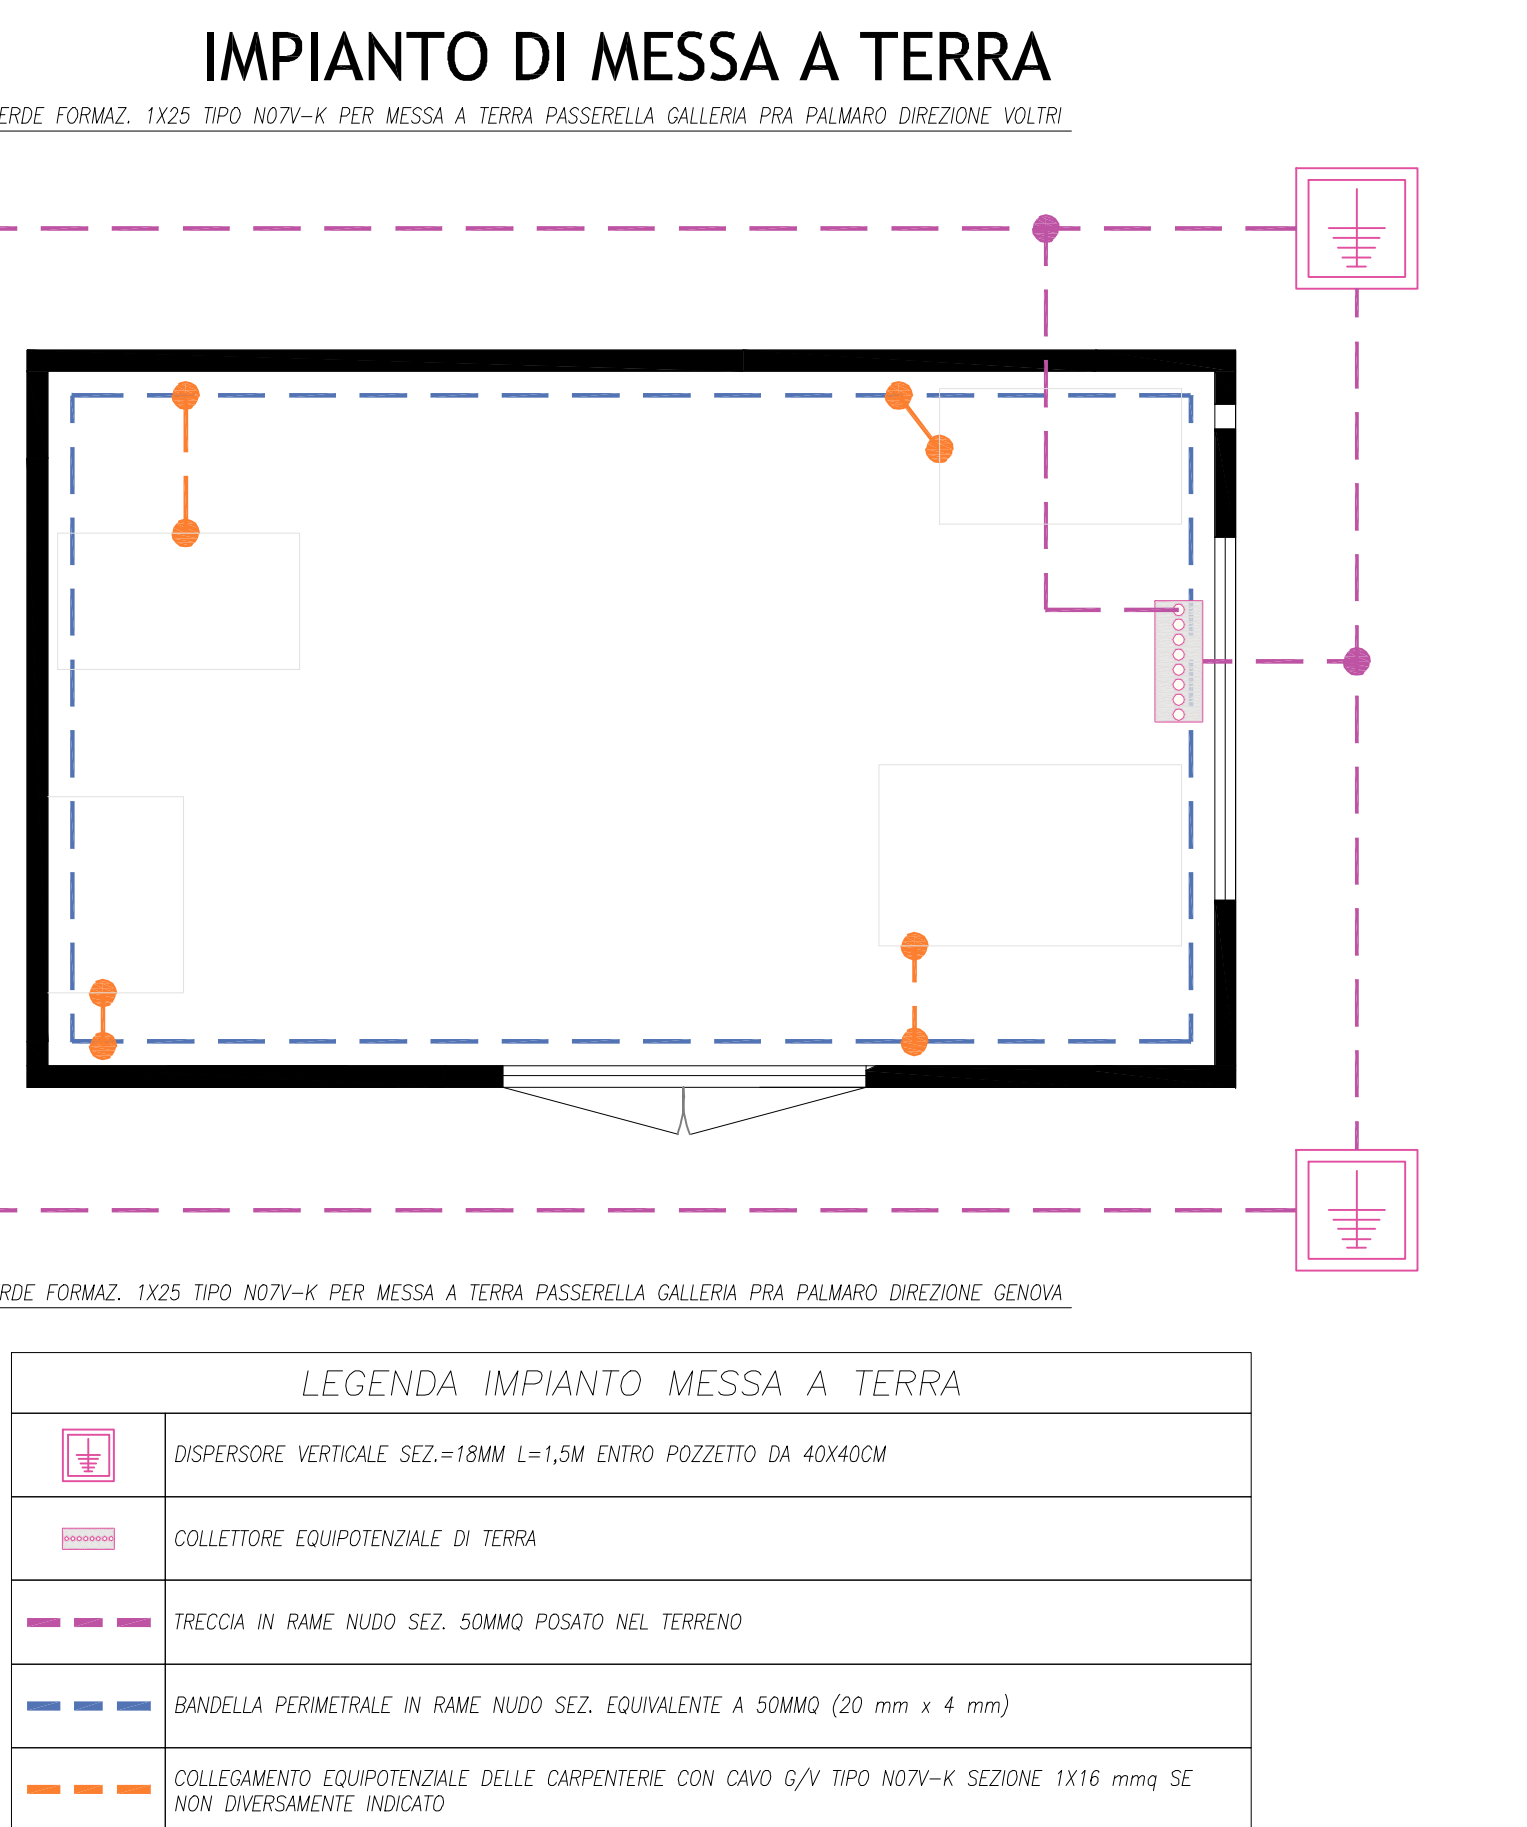 IMPIANTO DI MESSA A TERRA
ERDE FORMAZ. 1X25 TIPO N07V-K PER MESSA A TERRA PASSERELLA GALLERIA PRA PALMARO DIREZIONE VOLTRI
ERDE FORMAZ. 1X25 TIPO N07V-K PER MESSA A TERRA PASSERELLA GALLERIA PRA PALMARO DIREZIONE GENOVA
LEGENDA IMPIANTO MESSA A TERRA
DISPERSORE VERTICALE SEZ.=18MM L=1,5M ENTRO POZZETTO DA 40X40CM
COLLETTORE EQUIPOTENZIALE DI TERRA
TRECCIA IN RAME NUDO SEZ. 50MMQ POSATO NEL TERRENO
BANDELLA PERIMETRALE IN RAME NUDO SEZ. EQUIVALENTE A 50MMQ (20 mm x 4 mm)
COLLEGAMENTO EQUIPOTENZIALE DELLE CARPENTERIE CON CAVO G/V TIPO N07V-K SEZIONE 1X16 mmq SE
NON DIVERSAMENTE INDICATO